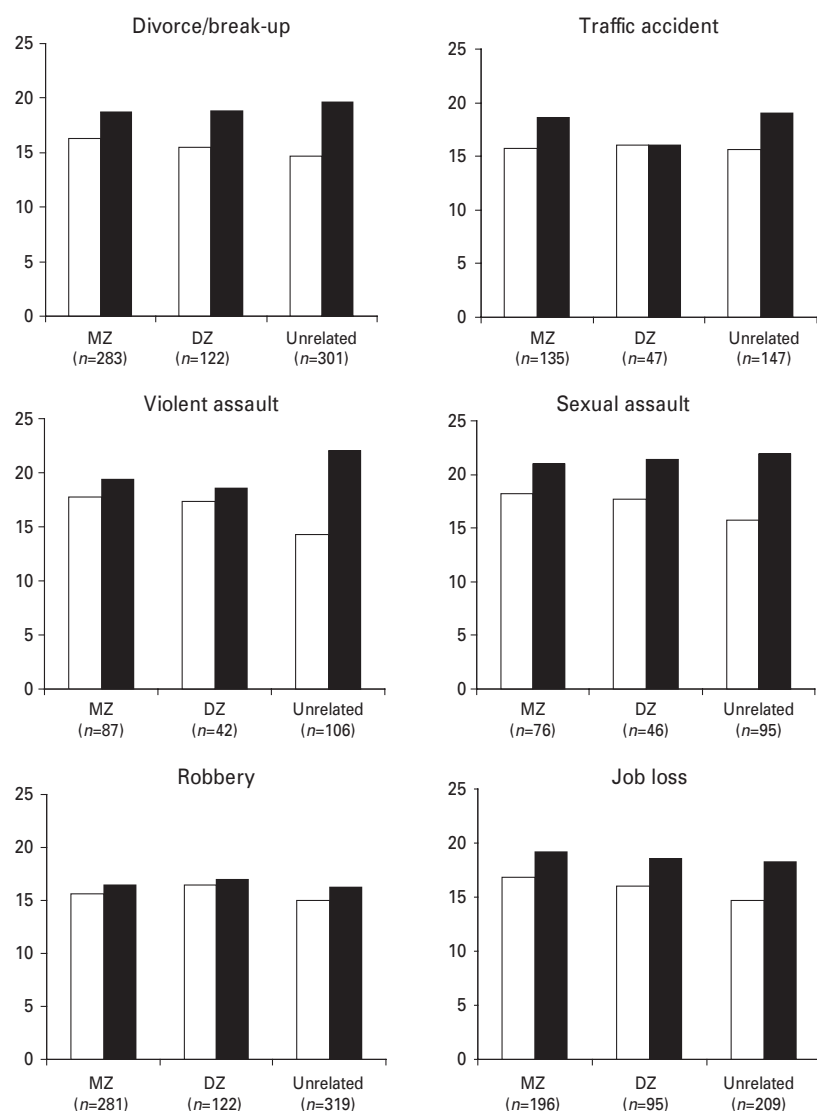 Divorce/break-up
25
20
15
10
5
0
MZ DZ Unrelated
(n=283) (n=122) (n=301)
Traffic accident
25
20
15
10
5
0
MZ DZ Unrelated
(n=135) (n=47) (n=147)
Violent assault
25
20
15
10
5
0
MZ DZ Unrelated
(n=87) (n=42) (n=106)
Sexual assault
25
20
15
10
5
0
MZ DZ Unrelated
(n=76) (n=46) (n=95)
Robbery
25
20
15
10
5
0
MZ DZ Unrelated
(n=281) (n=122) (n=319)
Job loss
25
20
15
10
5
0
MZ DZ Unrelated
(n=196) (n=95) (n=209)